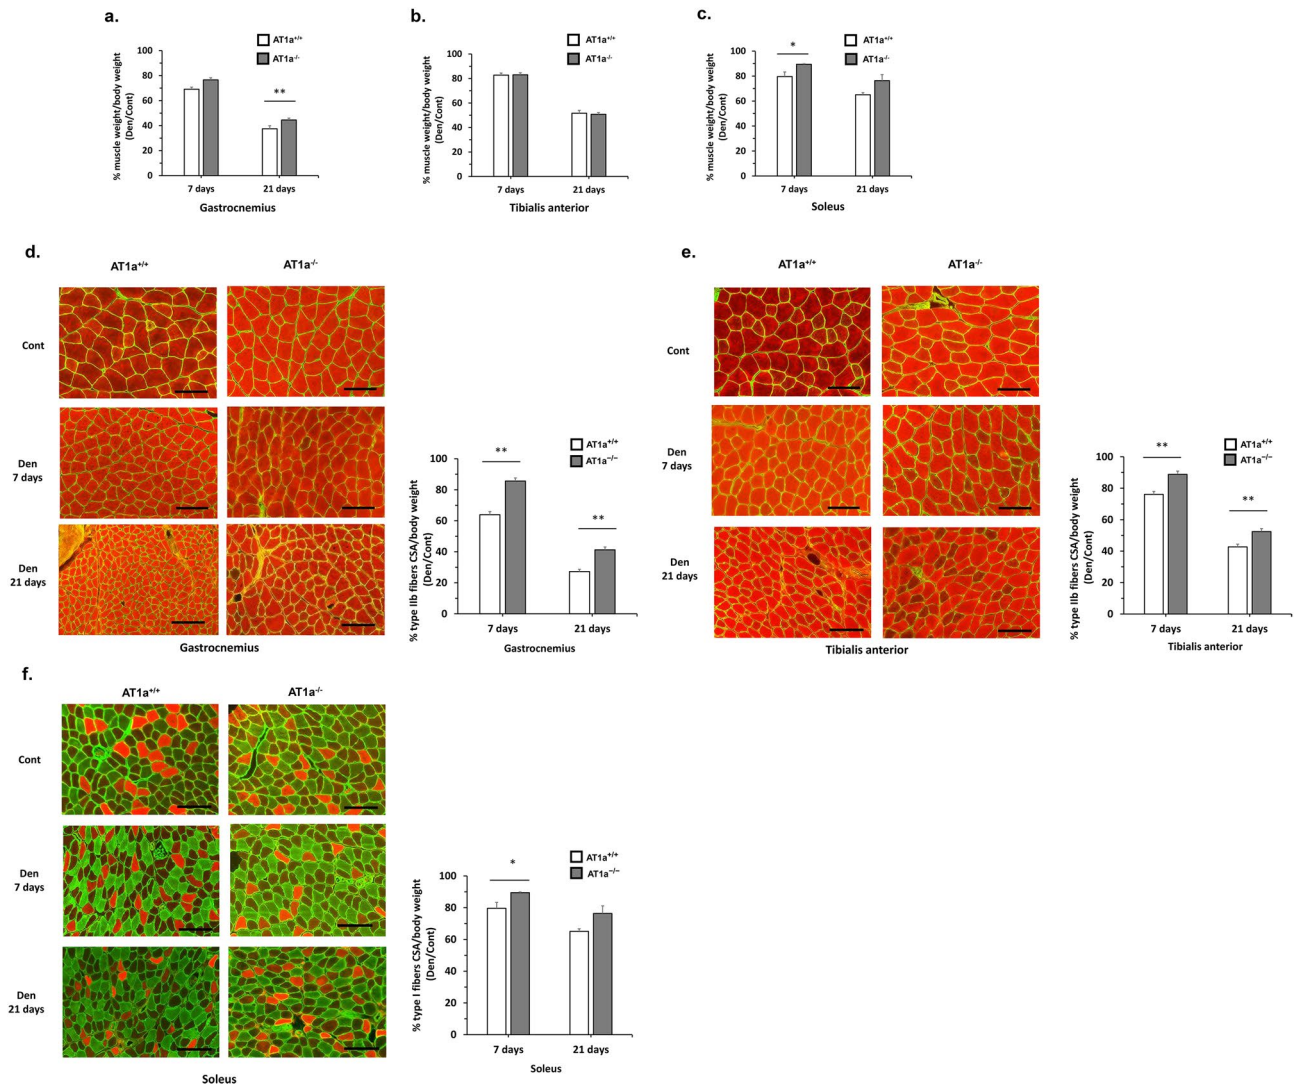 a.
AT1a+/+
AT1a-/-
% muscle weight/body weight
(Den/Cont)
100
80
60
40
20
0
**
7 days
21 days
Gastrocnemius
b.
AT1a+/+
AT1a-/-
% muscle weight/body weight
(Den/Cont)
100
80
60
40
20
0
7 days
21 days
Tibialis anterior
c.
AT1a+/+
AT1a-/-
% muscle weight/body weight
(Den/Cont)
100
80
60
40
20
0
*
7 days
21 days
Soleus
d.
AT1a+/+
AT1a-/-
Cont
Den
7 days
Den
21 days
Gastrocnemius
AT1a+/+
AT1a−/−
% type IIb fibers CSA/body weight
(Den/Cont)
100
80
60
40
20
0
**
**
7 days
21 days
Gastrocnemius
e.
AT1a+/+
AT1a-/-
Cont
Den
7 days
Den
21 days
Tibialis anterior
AT1a+/+
AT1a−/−
% type IIb fibers CSA/body weight
(Den/Cont)
100
80
60
40
20
0
**
**
7 days
21 days
Tibialis anterior
f.
AT1a+/+
AT1a-/-
Cont
Den
7 days
Den
21 days
Soleus
AT1a+/+
AT1a−/−
% type I fibers CSA/body weight
(Den/Cont)
100
80
60
40
20
0
*
7 days
21 days
Soleus